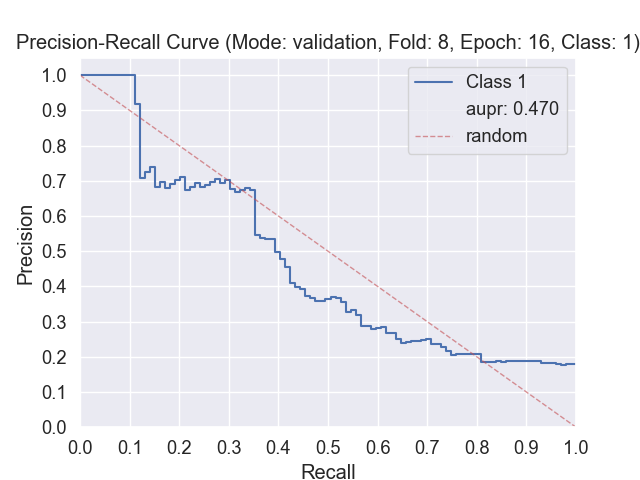 Precision-Recall Curve (Mode: validation, Fold: 8, Epoch: 16, Class: 1)
Class 1
aupr: 0.470
random
1.0
0.9
0.8
0.7
0.6
0.5
0.4
0.3
0.2
0.1
0.0
Precision
0.0 0.1 0.2 0.3 0.4 0.5 0.6 0.7 0.8 0.9 1.0
Recall